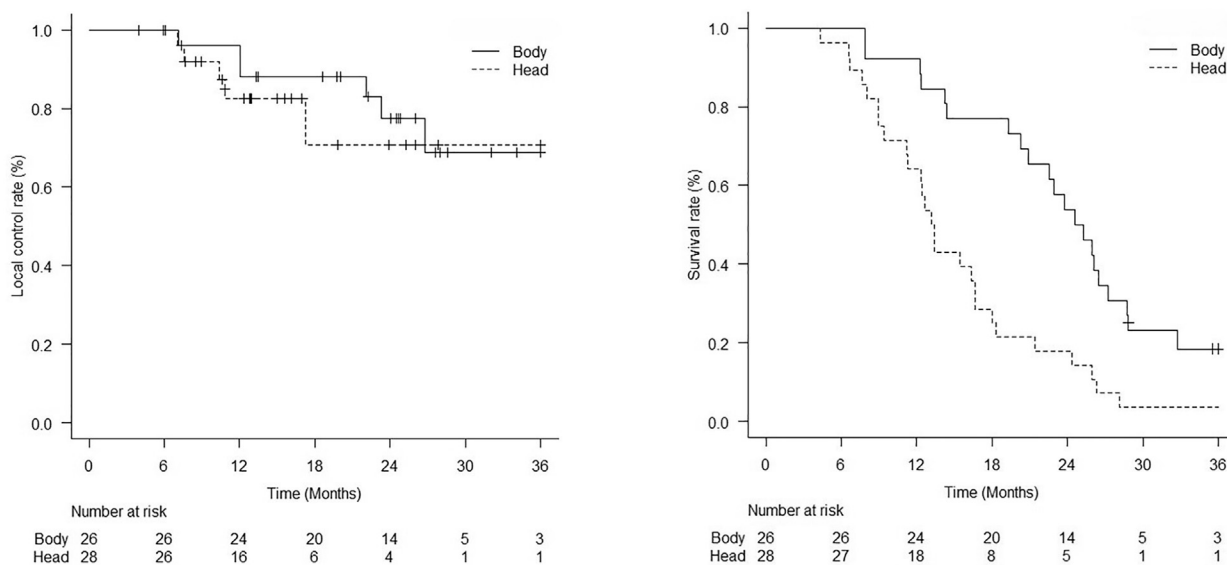 1.0
0.8
0.6
0.4
0.2
0.0
Local control rate (%)
Body
Head
0 6 12 18 24 30 36
Time (Months)
Number at risk
Body 26 26 24 20 14 5 3
Head 28 26 16 6 4 1 1
1.0
0.8
0.6
0.4
0.2
0.0
Survival rate (%)
Body
Head
0 6 12 18 24 30 36
Time (Months)
Number at risk
Body 26 26 24 20 14 5 3
Head 28 27 18 8 5 1 1